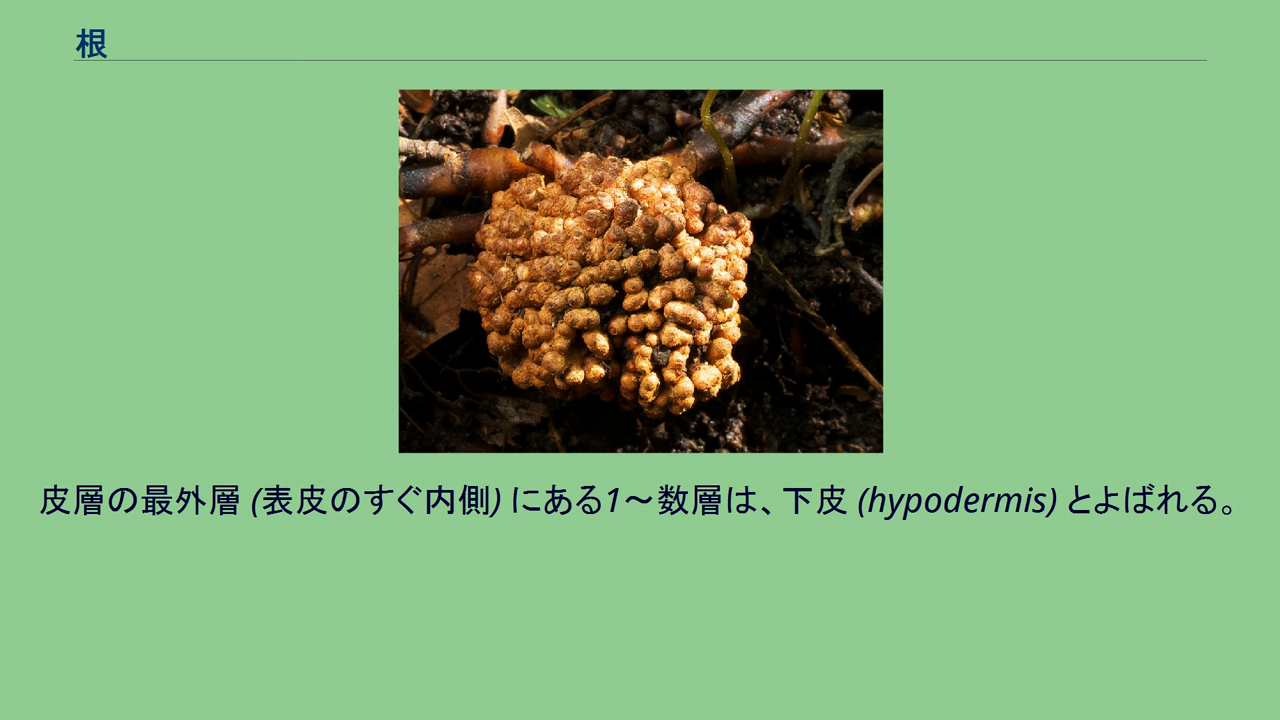 根
皮層の最外層 (表皮のすぐ内側) にある1～数層は、下皮 (hypodermis) とよばれる。